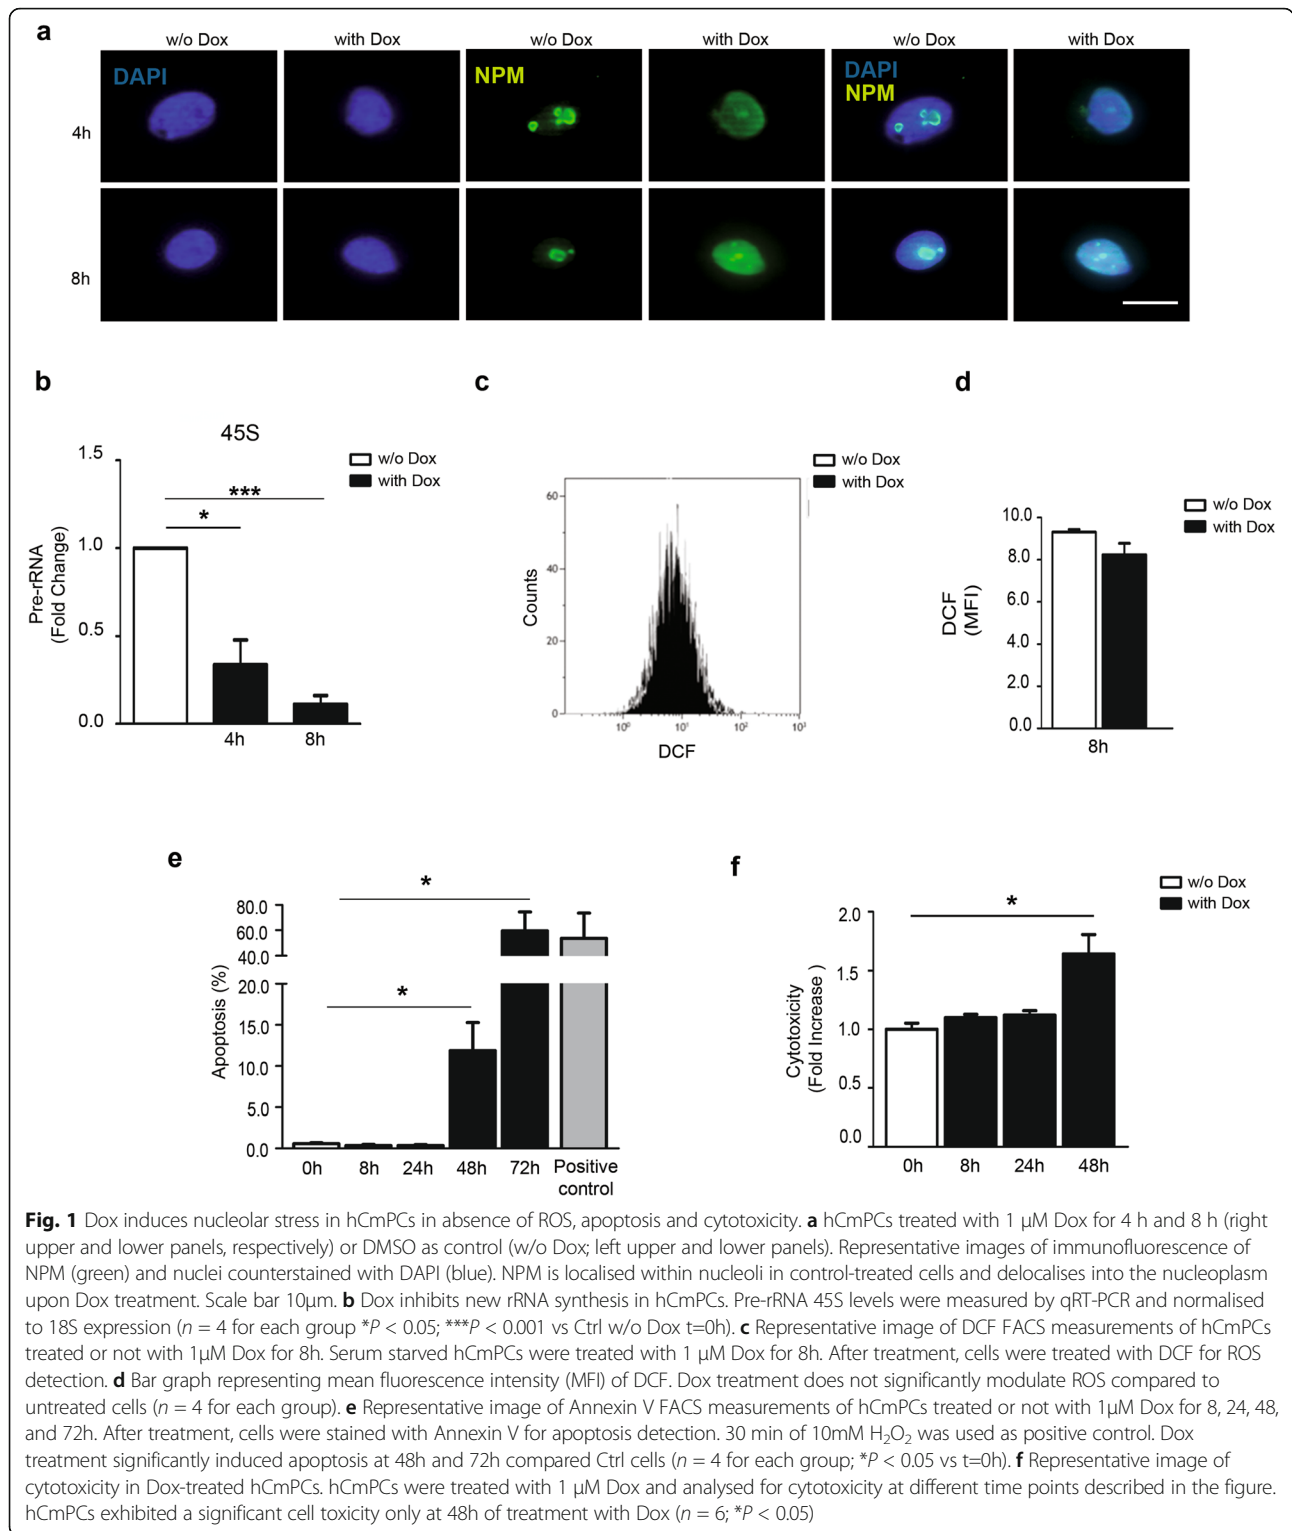 a
w/o Dox with Dox w/o Dox with Dox w/o Dox with Dox
DAPI NPM DAPI
NPM
4h
8h
b c d
45S
w/o Dox
with Dox
Pre-rRNA
(Fold Change)
1.5
1.0
0.5
0.0
***
*
4h 8h
w/o Dox
with Dox
Counts
60
40
20
0
10⁰ 10¹ 10² 10³
DCF
w/o Dox
with Dox
DCF
(MFI)
10.0
8.0
6.0
4.0
2.0
0.0
8h
e f
Apoptosis (%)
80.0
60.0
40.0
20.0
15.0
10.0
5.0
0.0
*
*
0h 8h 24h 48h 72h Positive
control
w/o Dox
with Dox
Cytotoxicity
(Fold Increase )
2.0
1.5
1.0
0.5
0.0
*
0h 8h 24h 48h
Fig. 1 Dox induces nucleolar stress in hCmPCs in absence of ROS, apoptosis and cytotoxicity. a hCmPCs treated with 1 μM Dox for 4 h and 8 h (right
upper and lower panels, respectively) or DMSO as control (w/o Dox; left upper and lower panels). Representative images of immunofluorescence of
NPM (green) and nuclei counterstained with DAPI (blue). NPM is localised within nucleoli in control-treated cells and delocalises into the nucleoplasm
upon Dox treatment. Scale bar 10μm. b Dox inhibits new rRNA synthesis in hCmPCs. Pre-rRNA 45S levels were measured by qRT-PCR and normalised
to 18S expression (n = 4 for each group *P < 0.05; ***P < 0.001 vs Ctrl w/o Dox t=0h). c Representative image of DCF FACS measurements of hCmPCs
treated or not with 1μM Dox for 8h. Serum starved hCmPCs were treated with 1 μM Dox for 8h. After treatment, cells were treated with DCF for ROS
detection. d Bar graph representing mean fluorescence intensity (MFI) of DCF. Dox treatment does not significantly modulate ROS compared to
untreated cells (n = 4 for each group). e Representative image of Annexin V FACS measurements of hCmPCs treated or not with 1μM Dox for 8, 24, 48,
and 72h. After treatment, cells were stained with Annexin V for apoptosis detection. 30 min of 10mM H₂O₂ was used as positive control. Dox
treatment significantly induced apoptosis at 48h and 72h compared Ctrl cells (n = 4 for each group; *P < 0.05 vs t=0h). f Representative image of
cytotoxicity in Dox-treated hCmPCs. hCmPCs were treated with 1 μM Dox and analysed for cytotoxicity at different time points described in the figure.
hCmPCs exhibited a significant cell toxicity only at 48h of treatment with Dox (n = 6; *P < 0.05)